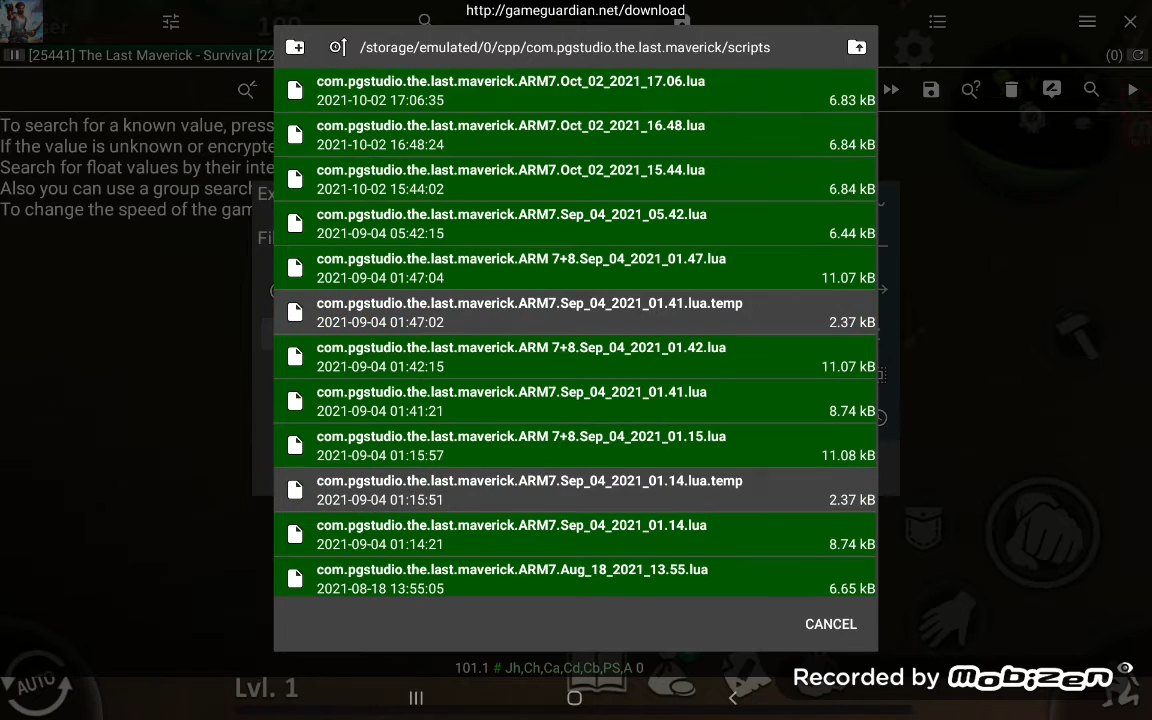 http://gameguardian.net/download
[25441] The Last Maverick - Survival [22
(0)
/storage/emulated/0/cpp/com.pgstudio.the.last.maverick/scripts
To search for a known value, press
If the value is unknown or encrypte
Search for float values by their inte
Also you can use a group search
To change the speed of the gam
Ex
Fil
com.pgstudio.the.last.maverick.ARM7.Oct_02_2021_17.06.lua
2021-10-02 17:06:35 6.83 kB
com.pgstudio.the.last.maverick.ARM7.Oct_02_2021_16.48.lua
2021-10-02 16:48:24 6.84 kB
com.pgstudio.the.last.maverick.ARM7.Oct_02_2021_15.44.lua
2021-10-02 15:44:02 6.84 kB
com.pgstudio.the.last.maverick.ARM7.Sep_04_2021_05.42.lua
2021-09-04 05:42:15 6.44 kB
com.pgstudio.the.last.maverick.ARM 7+8.Sep_04_2021_01.47.lua
2021-09-04 01:47:04 11.07 kB
com.pgstudio.the.last.maverick.ARM7.Sep_04_2021_01.41.lua.temp
2021-09-04 01:47:02 2.37 kB
com.pgstudio.the.last.maverick.ARM 7+8.Sep_04_2021_01.42.lua
2021-09-04 01:42:15 11.07 kB
com.pgstudio.the.last.maverick.ARM7.Sep_04_2021_01.41.lua
2021-09-04 01:41:21 8.74 kB
com.pgstudio.the.last.maverick.ARM 7+8.Sep_04_2021_01.15.lua
2021-09-04 01:15:57 11.08 kB
com.pgstudio.the.last.maverick.ARM7.Sep_04_2021_01.14.lua.temp
2021-09-04 01:15:51 2.37 kB
com.pgstudio.the.last.maverick.ARM7.Sep_04_2021_01.14.lua
2021-09-04 01:14:21 8.74 kB
com.pgstudio.the.last.maverick.ARM7.Aug_18_2021_13.55.lua
2021-08-18 13:55:05 6.65 kB
CANCEL
101.1 # Jh,Ch,Ca,Cd,Cb,PS,A 0
AUTO
Lvl. 1
Recorded by Mobizen